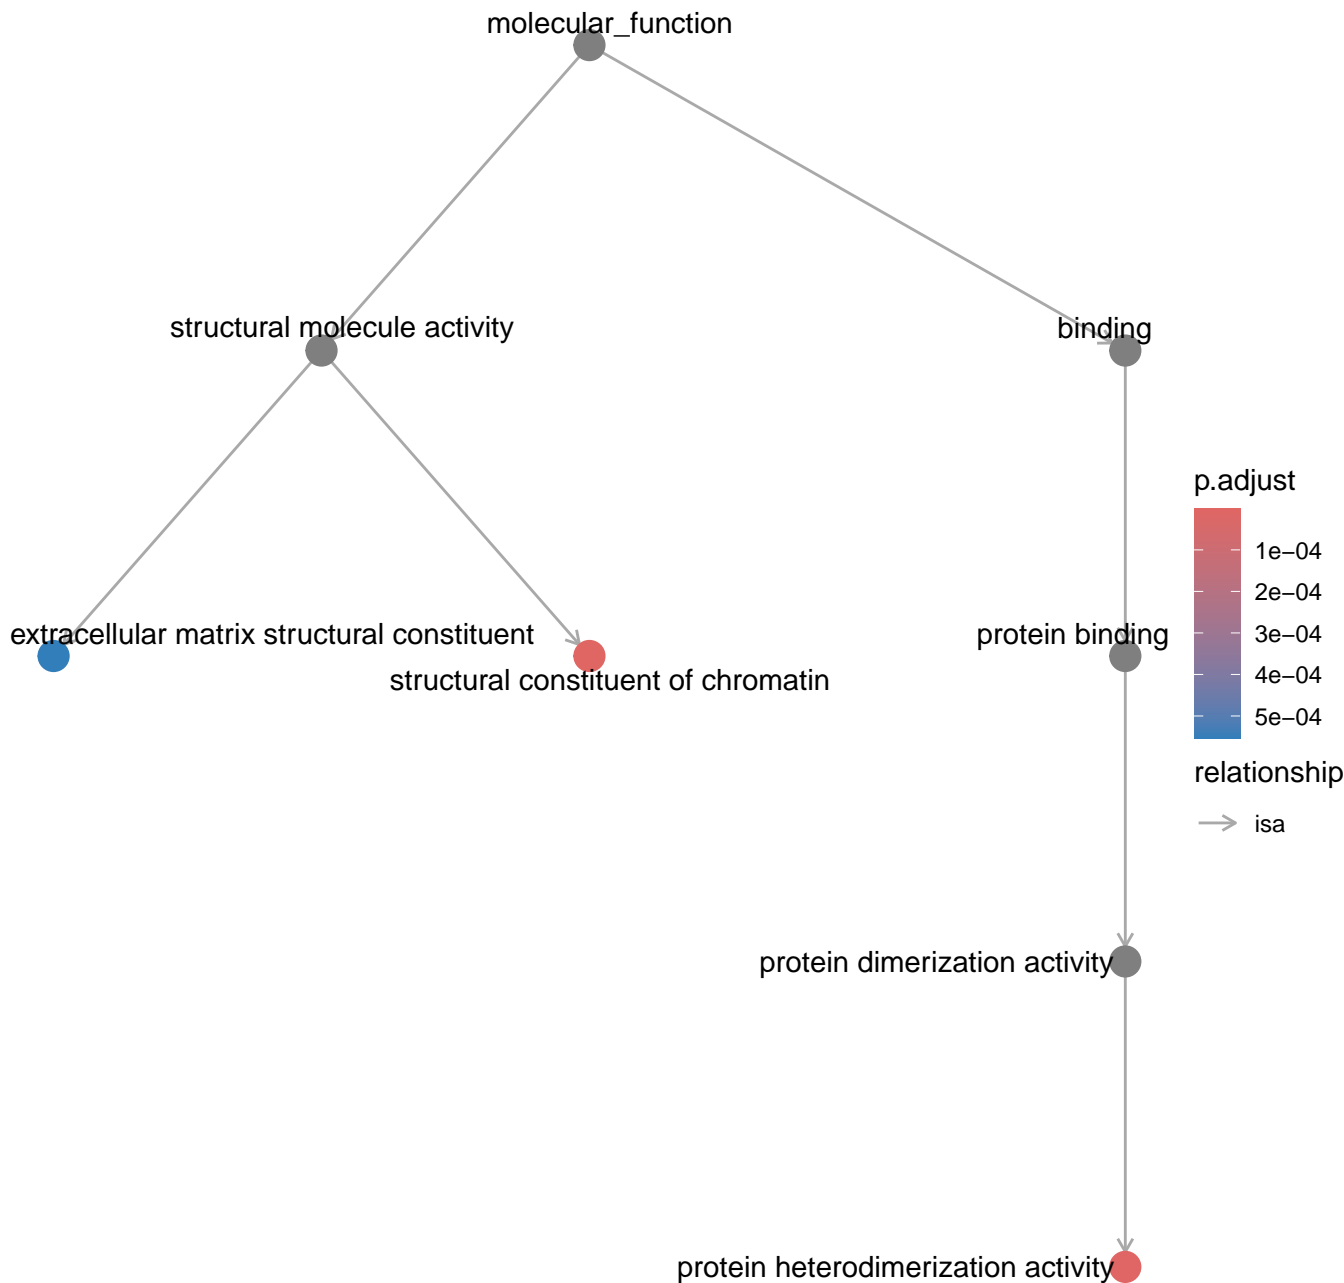 molecular_function
structural molecule activity
binding
p.adjust
1e−04
2e−04
3e−04
4e−04
5e−04
relationship
isa
extracellular matrix structural constituent
protein binding
structural constituent of chromatin
protein dimerization activity
protein heterodimerization activity